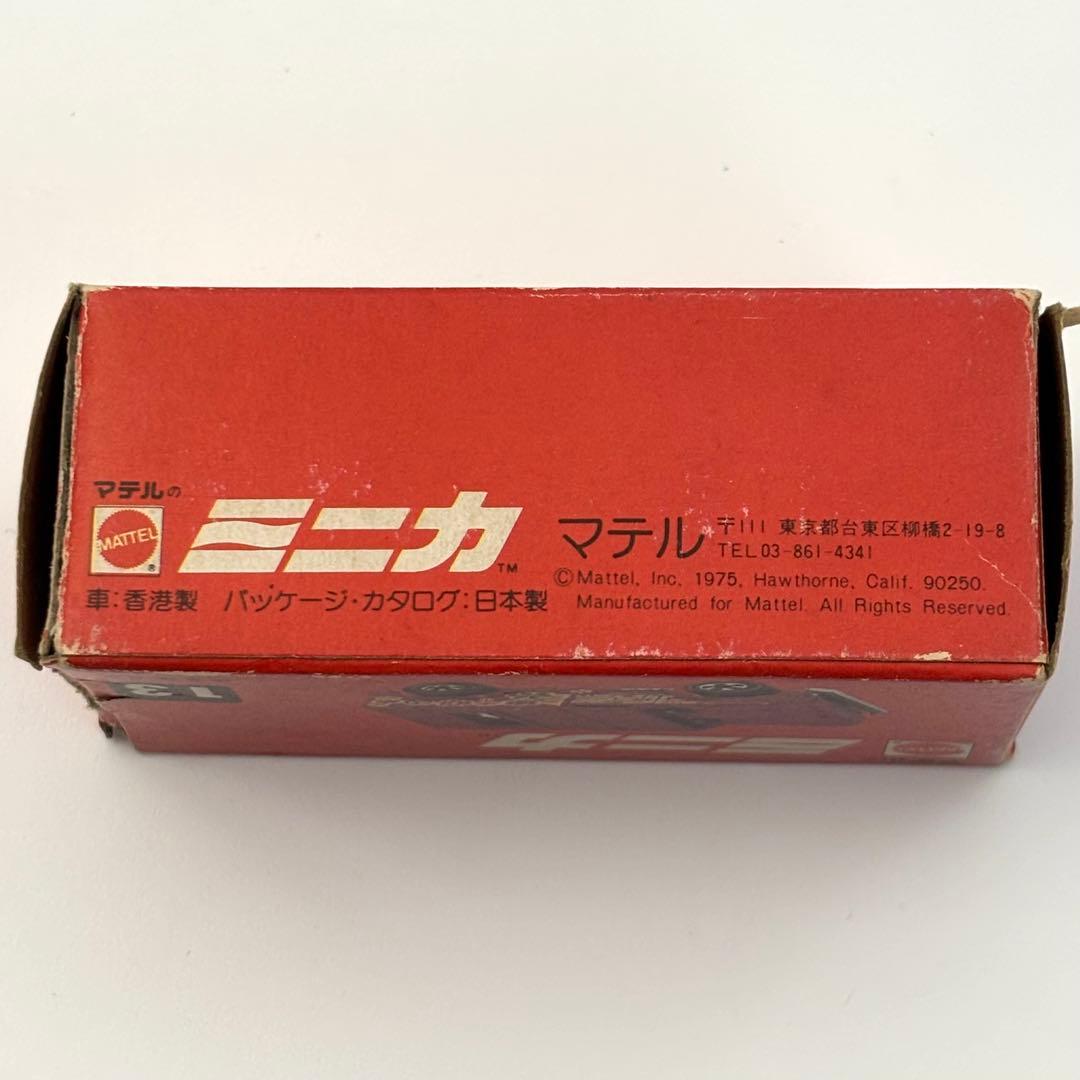 マテルの
MATTEL
®
ミニカ™
車:香港製 パッケージ・カタログ:日本製
マテル 〒111 東京都台東区柳橋2-19-8
TEL 03-861-4341
©Mattel, Inc. 1975, Hawthorne, Calif. 90250.
Manufactured for Mattel. All Rights Reserved.
13
ミニカ